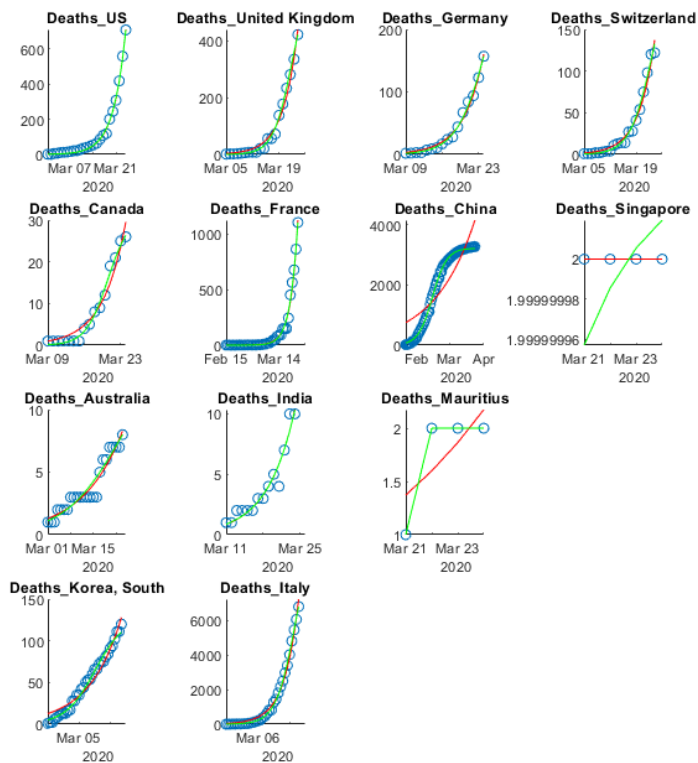 Deaths_US
600
400
200
0
Mar 07 Mar 21
2020
Deaths_United Kingdom
400
200
0
Mar 05 Mar 19
2020
Deaths_Germany
200
100
0
Mar 09 Mar 23
2020
Deaths_Switzerland
150
100
50
0
Mar 05 Mar 19
2020
Deaths_Canada
30
20
10
0
Mar 09 Mar 23
2020
Deaths_France
1000
500
0
Feb 15 Mar 14
2020
Deaths_China
4000
2000
0
Feb Mar Apr
2020
Deaths_Singapore
2
1.99999998
1.99999996
Mar 21 Mar 23
2020
Deaths_Australia
10
5
0
Mar 01 Mar 15
2020
Deaths_India
10
5
0
Mar 11 Mar 25
2020
Deaths_Mauritius
2
1.5
1
Mar 21 Mar 23
2020
Deaths_Korea, South
150
100
50
0
Mar 05
2020
Deaths_Italy
6000
4000
2000
0
Mar 06
2020